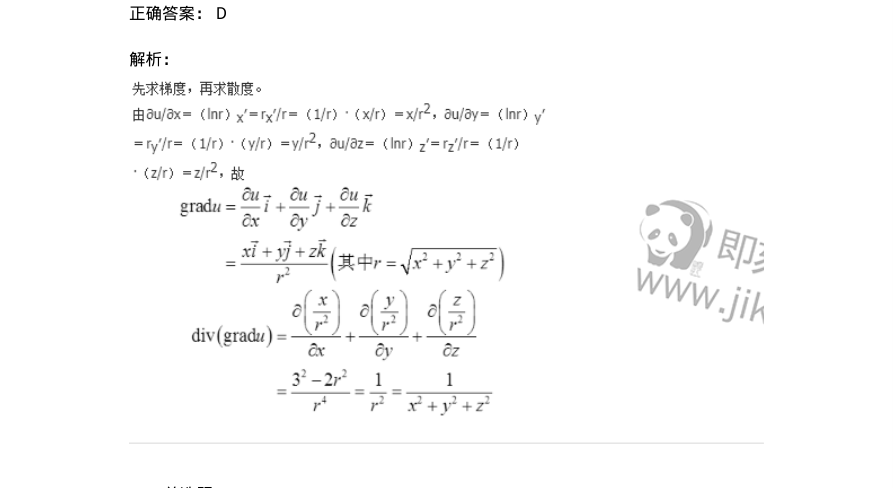 正确答案: D
解析:
先求梯度，再求散度。
由∂u/∂x=（lnr）x′=rx′/r=（1/r）·（x/r）=x/r²，∂u/∂y=（lnr）y′
=ry′/r=（1/r）·（y/r）=y/r²，∂u/∂z=（lnr）z′=rz′/r=（1/r）
·（z/r）=z/r²，故
gradu = ∂u/∂x i⃗ + ∂u/∂y j⃗ + ∂u/∂z k⃗
= (xi⃗ + yj⃗ + zk⃗)/r² (其中r = √(x² + y² + z²))
div(gradu) = ∂(x/r²)/∂x + ∂(y/r²)/∂y + ∂(z/r²)/∂z
= (3² − 2r²)/r⁴ = 1/r² = 1/(x² + y² + z²)
即
www.jik